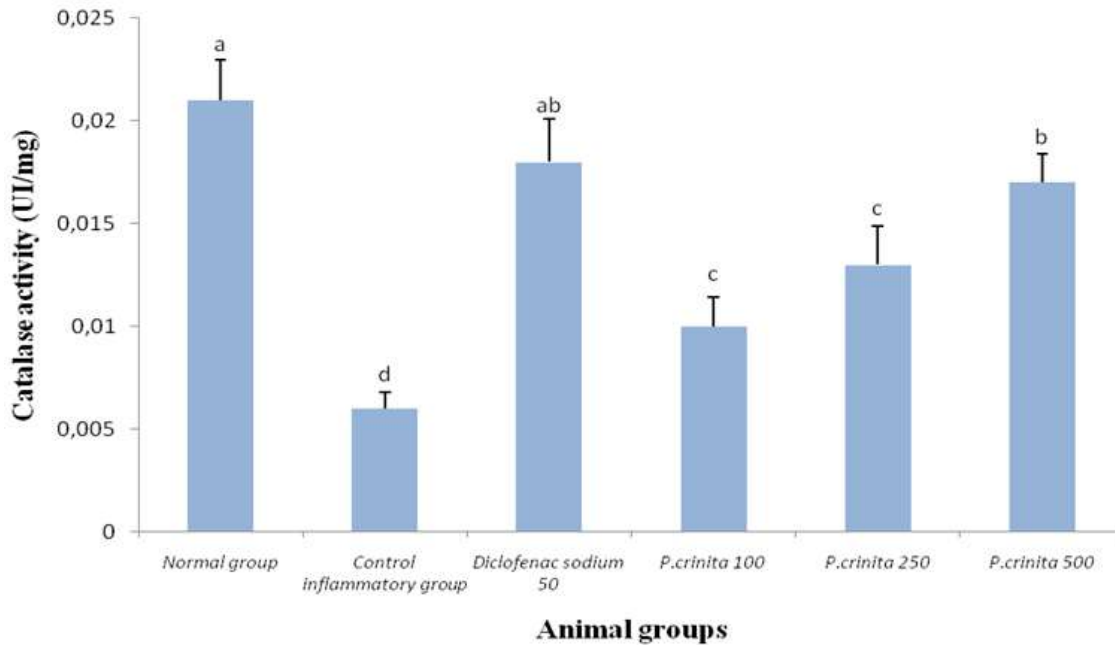 0,025
0,02
0,015
0,01
0,005
0
Catalase activity (UI/mg)
a
d
ab
c
c
b
Normal group
Control
inflammatory group
Diclofenac sodium
50
P.crinita 100
P.crinita 250
P.crinita 500
Animal groups